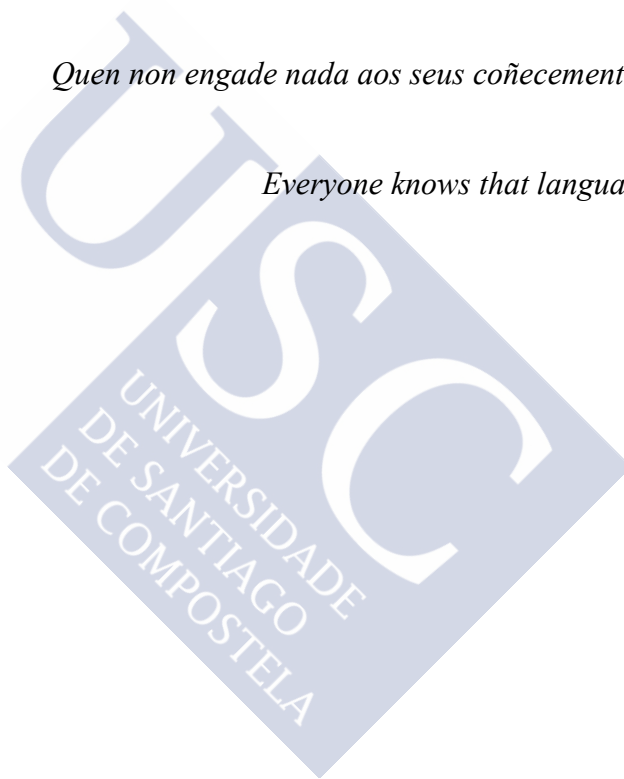 Quen non engade nada aos seus coñecement
Everyone knows that langua
USC
UNIVERSIDADE
DE SANTIAGO
DE COMPOSTELA